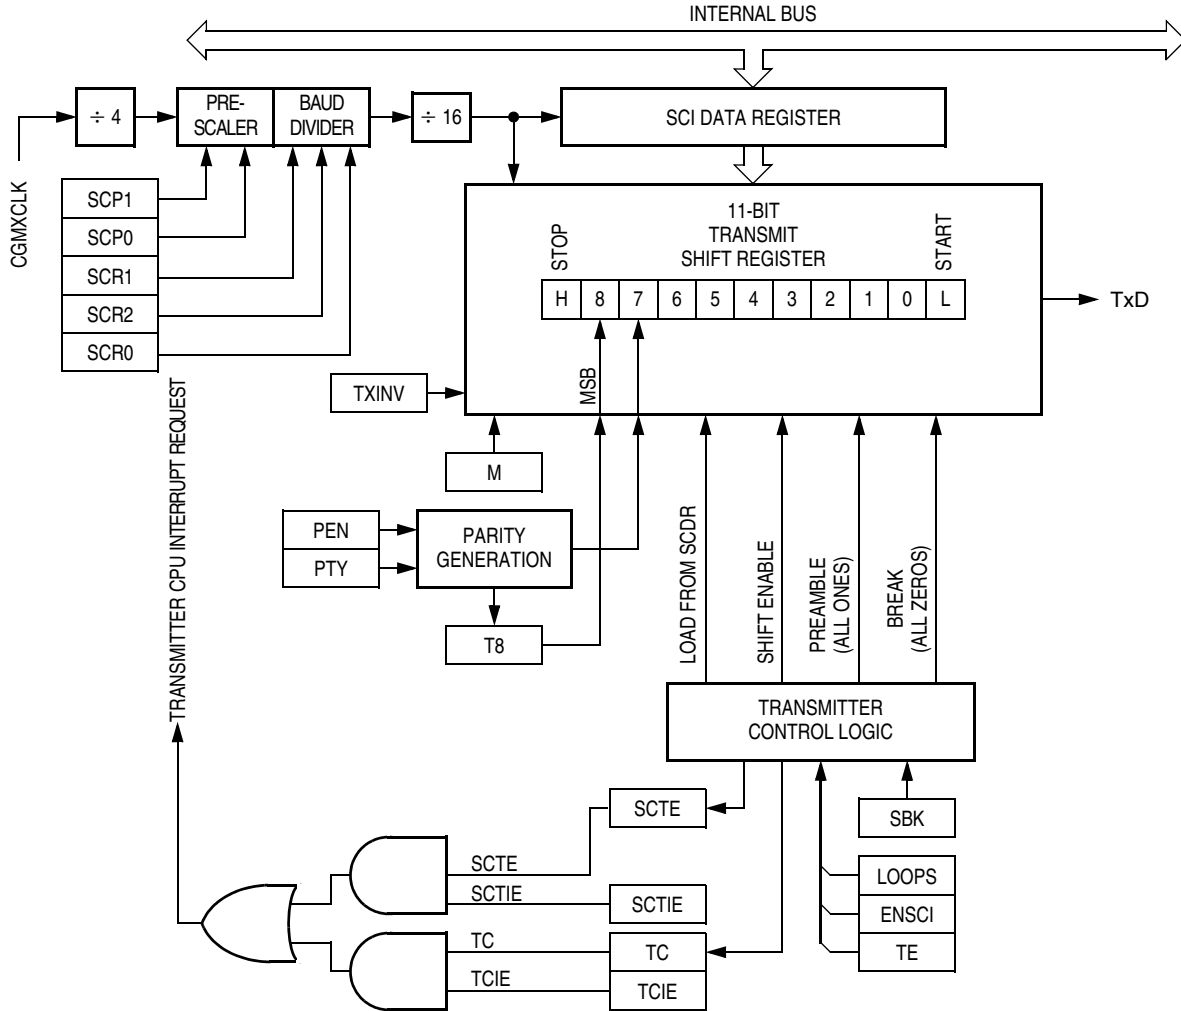 INTERNAL BUS
÷ 4
PRE-
SCALER
BAUD
DIVIDER
÷ 16
SCI DATA REGISTER
CGMXCLK
SCP1
SCP0
SCR1
SCR2
SCR0
11-BIT
TRANSMIT
SHIFT REGISTER
STOP
START
H 8 7 6 5 4 3 2 1 0 L
TxD
MSB
TXINV
M
PEN
PTY
PARITY
GENERATION
T8
LOAD FROM SCDR
SHIFT ENABLE
PREAMBLE
(ALL ONES)
BREAK
(ALL ZEROS)
TRANSMITTER CPU INTERRUPT REQUEST
TRANSMITTER
CONTROL LOGIC
SCTE
SBK
SCTE
SCTIE
SCTIE
LOOPS
ENSCI
TE
TC
TC
TCIE
TCIE